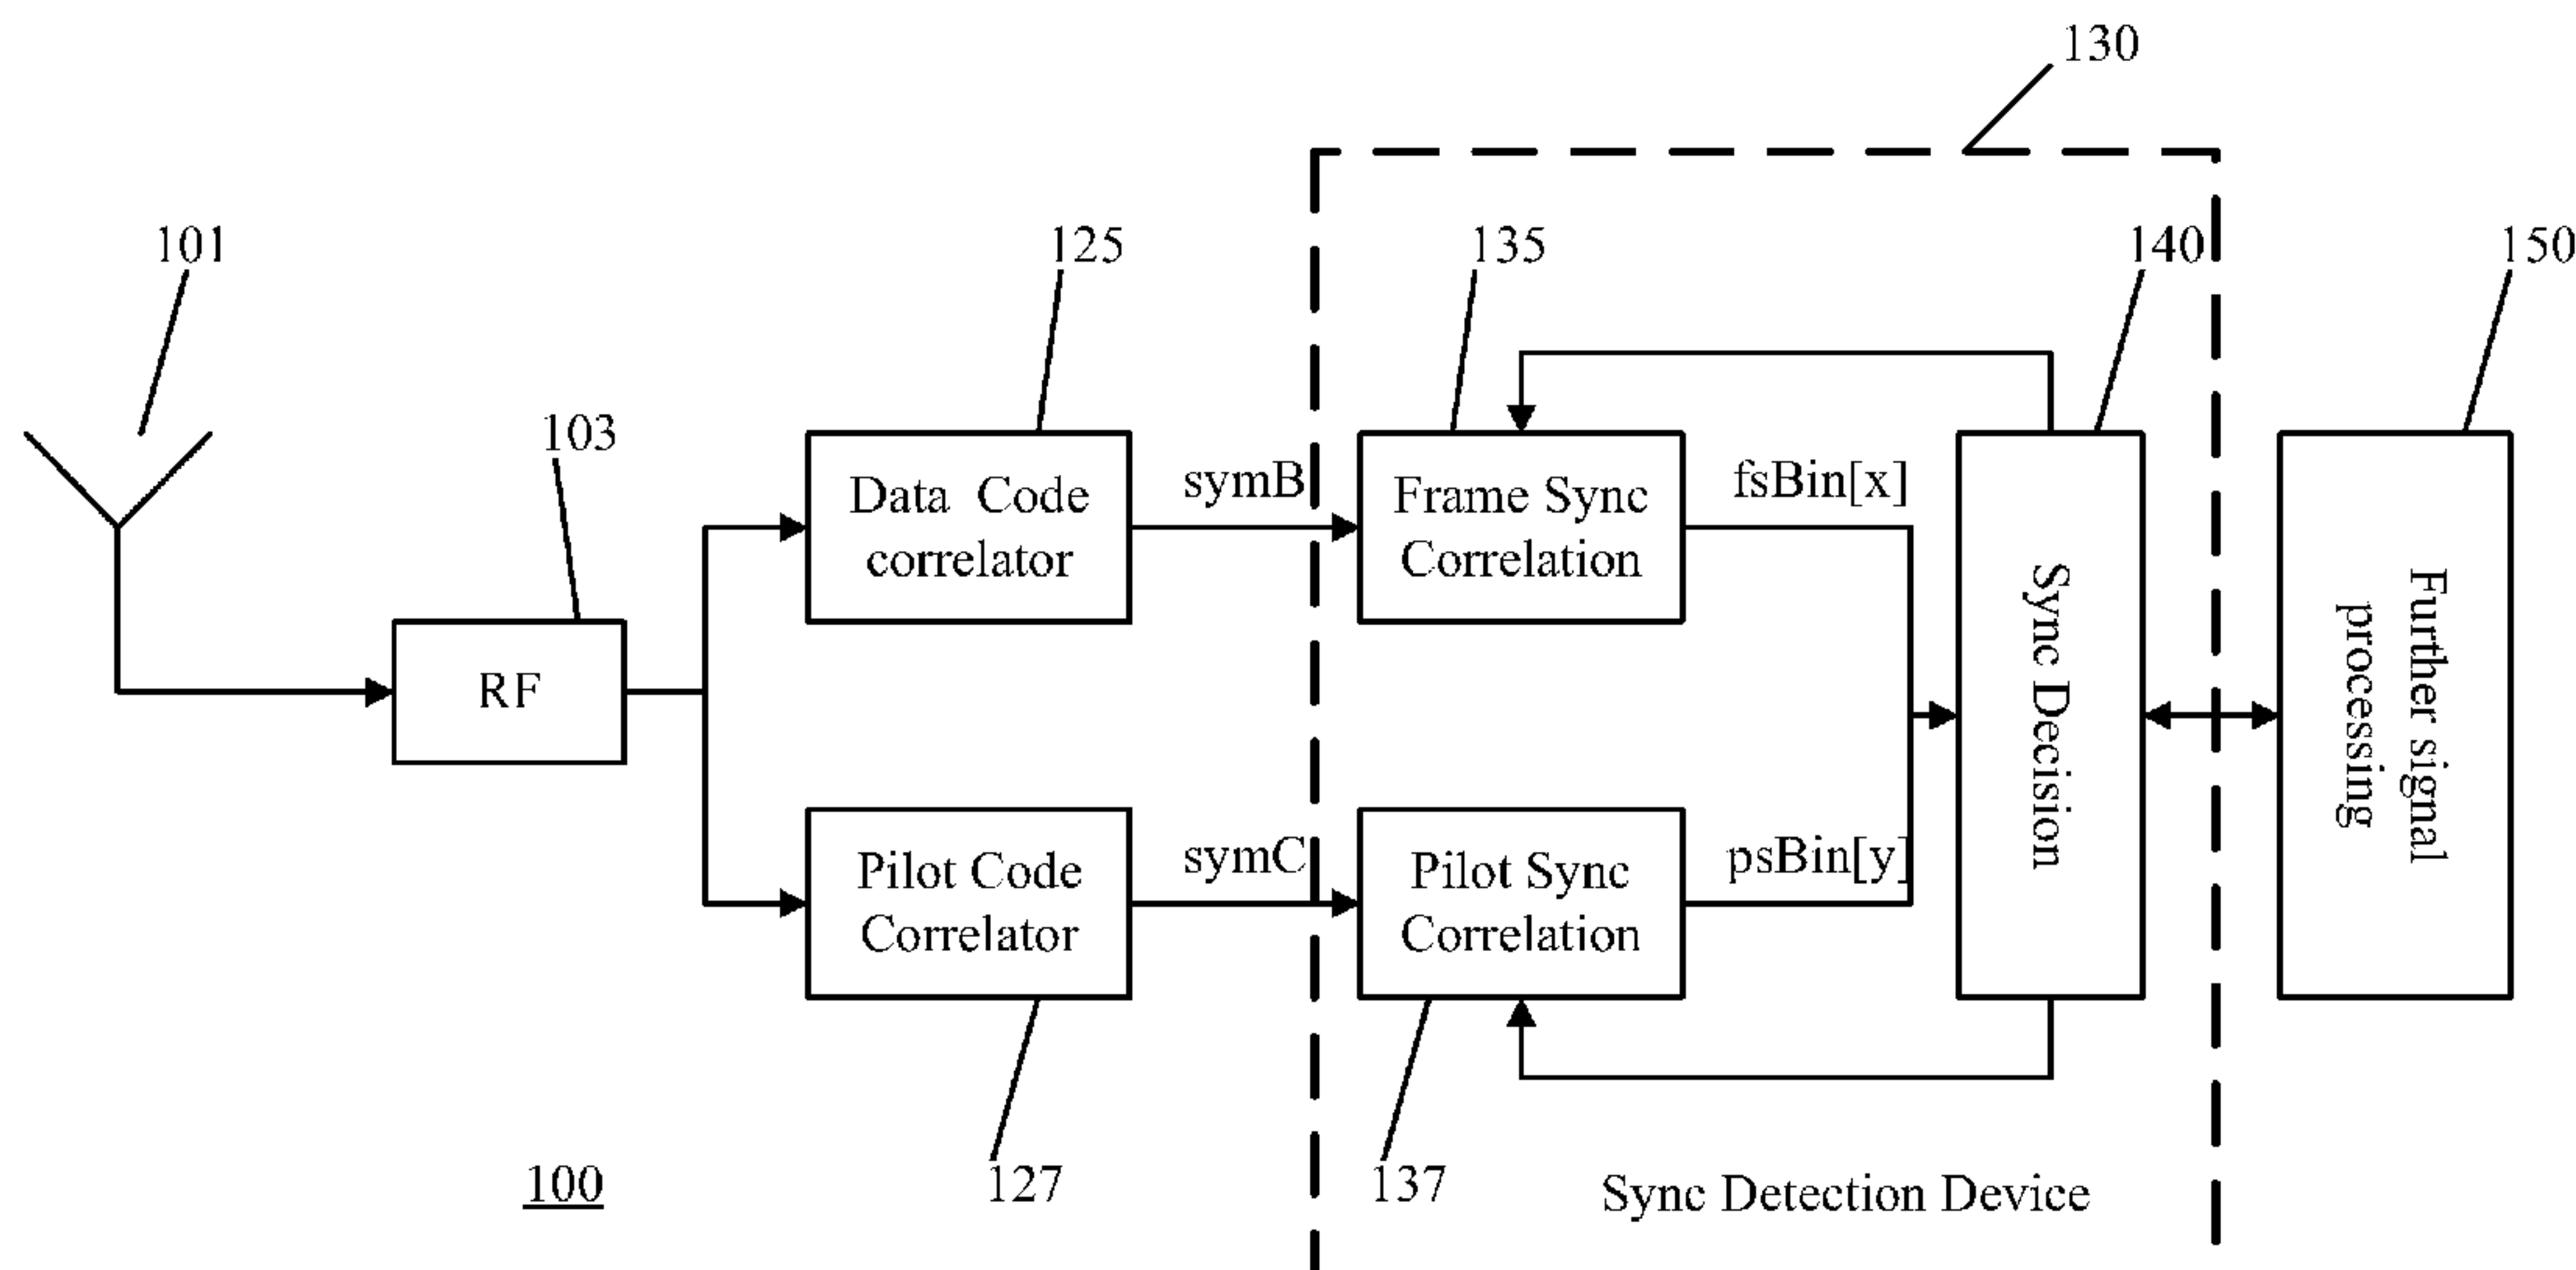 130
101
125
135
140
150
103
Data Code
correlator
symB
Frame Sync
Correlation
fsBin[x]
RF
Sync Decision
Further signal
processing
Pilot Code
Correlator
symC
Pilot Sync
Correlation
psBin[y]
100
127
137
Sync Detection Device